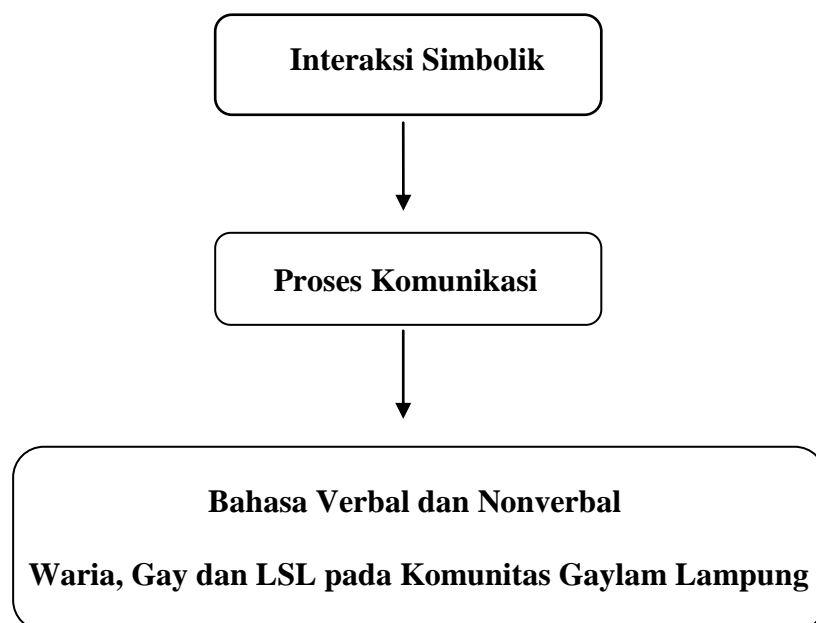 Interaksi Simbolik
Proses Komunikasi
Bahasa Verbal dan Nonverbal
Waria, Gay dan LSL pada Komunitas Gaylam Lampung